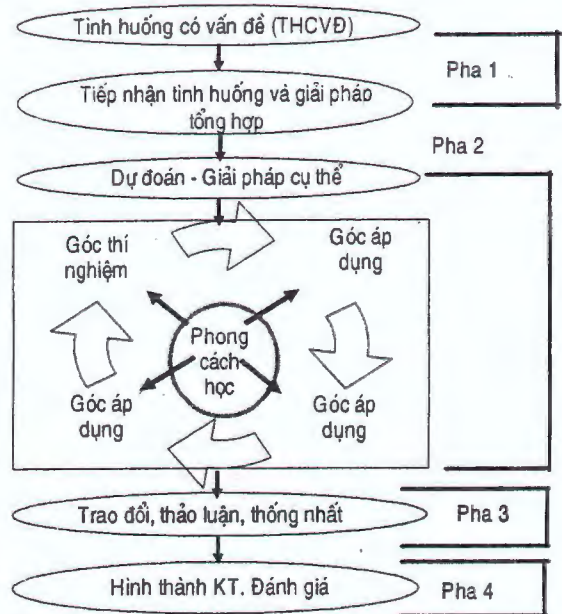 Tình huống có vấn đề (THCVĐ)
Pha 1
Tiếp nhận tình huống và giải pháp
tổng hợp
Pha 2
Dự đoán - Giải pháp cụ thể
Góc thí
nghiệm
Góc áp
dụng
Phong
cách
học
Góc áp
dụng
Góc áp
dụng
Trao đổi, thảo luận, thống nhất
Pha 3
Hình thành KT. Đánh giá
Pha 4